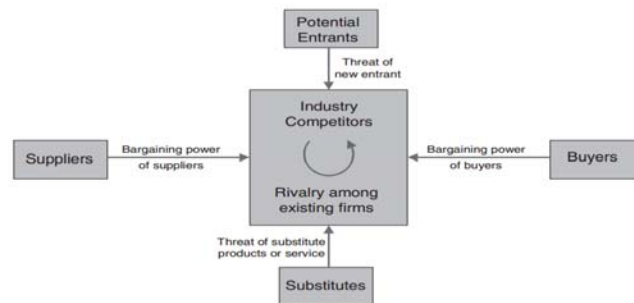 Potential
Entrants
Threat of
new entrant
Industry
Competitors
Suppliers
Bargaining power
of suppliers
Bargaining power
of buyers
Buyers
Rivalry among
existing firms
Threat of substitute
products or service
Substitutes